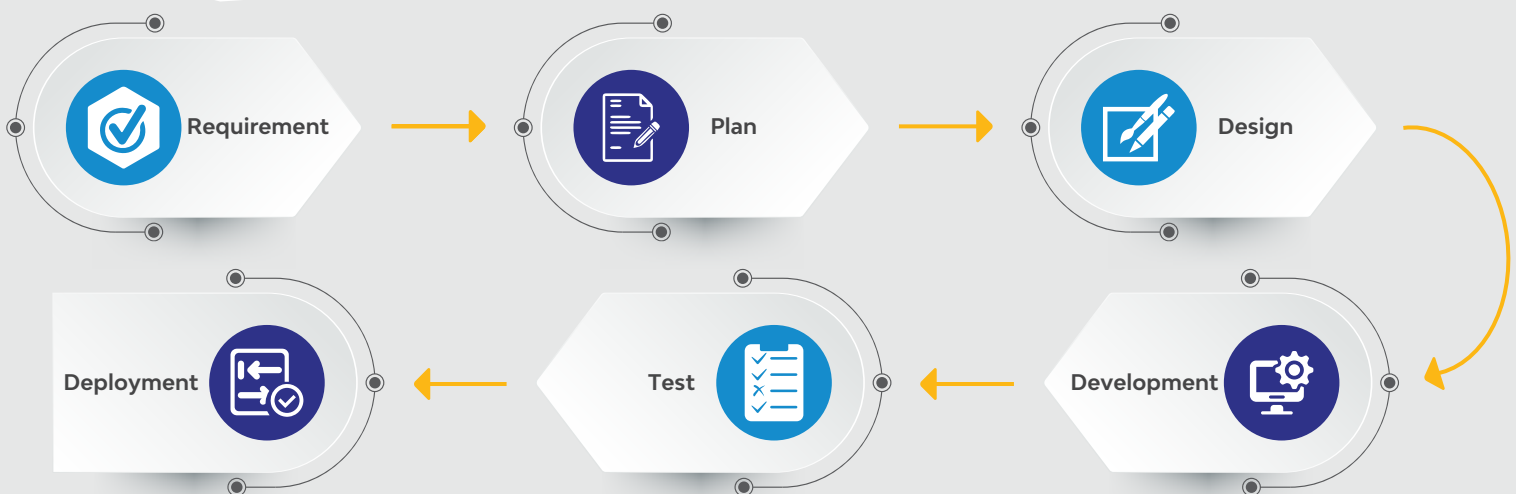 Requirement
Plan
Design
Development
Test
Deployment